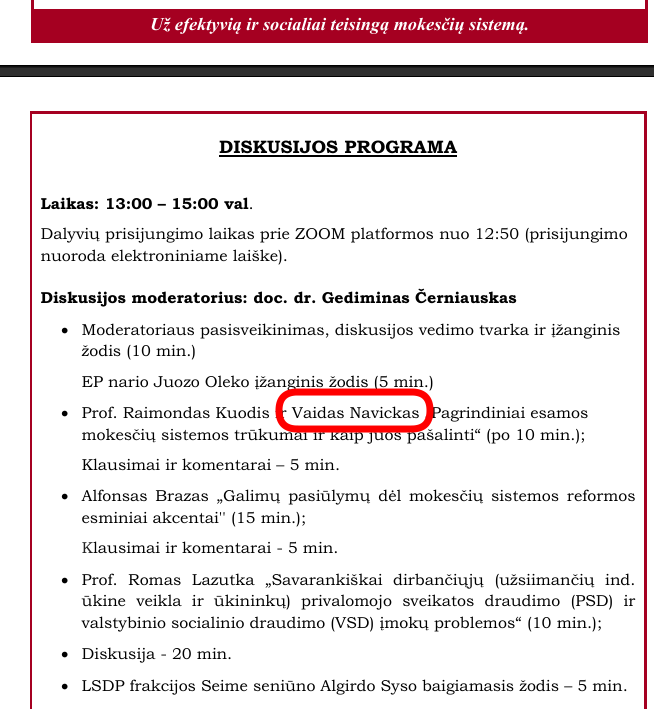 Už efektyvią ir socialiai teisingą mokesčių sistemą.
DISKUSIJOS PROGRAMA
Laikas: 13:00 – 15:00 val.
Dalyvių prisijungimo laikas prie ZOOM platformos nuo 12:50 (prisijungimo
nuoroda elektroniniame laiške).
Diskusijos moderatorius: doc. dr. Gediminas Černiauskas
• Moderatoriaus pasisveikinimas, diskusijos vedimo tvarka ir įžanginis
žodis (10 min.)
EP nario Juozo Oleko įžanginis žodis (5 min.)
• Prof. Raimondas Kuodis ir Vaidas Navickas Pagrindiniai esamos
mokesčių sistemos trūkumai ir kaip juos pašalinti“ (po 10 min.);
Klausimai ir komentarai – 5 min.
• Alfonsas Brazas „Galimų pasiūlymų dėl mokesčių sistemos reformos
esminiai akcentai'' (15 min.);
Klausimai ir komentarai - 5 min.
• Prof. Romas Lazutka „Savarankiškai dirbančiųjų (užsiimančių ind.
ūkine veikla ir ūkininkų) privalomojo sveikatos draudimo (PSD) ir
valstybinio socialinio draudimo (VSD) įmokų problemos“ (10 min.);
• Diskusija - 20 min.
• LSDP frakcijos Seime seniūno Algirdo Syso baigiamasis žodis – 5 min.